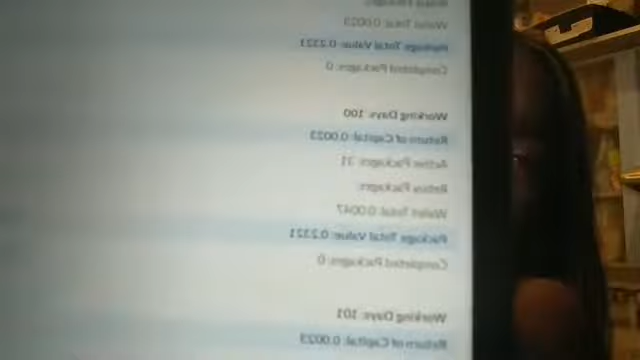 Wallet Total: 0.0023
Package Total Value: 0.2323
Completed Packages: 0
Working Days: 100
Return of Capital: 0.0023
Active Packages: 31
Rebuy Packages:
Wallet Total: 0.0047
Package Total Value: 0.2321
Completed Packages: 0
Working Days: 101
Return of Capital: 0.0023